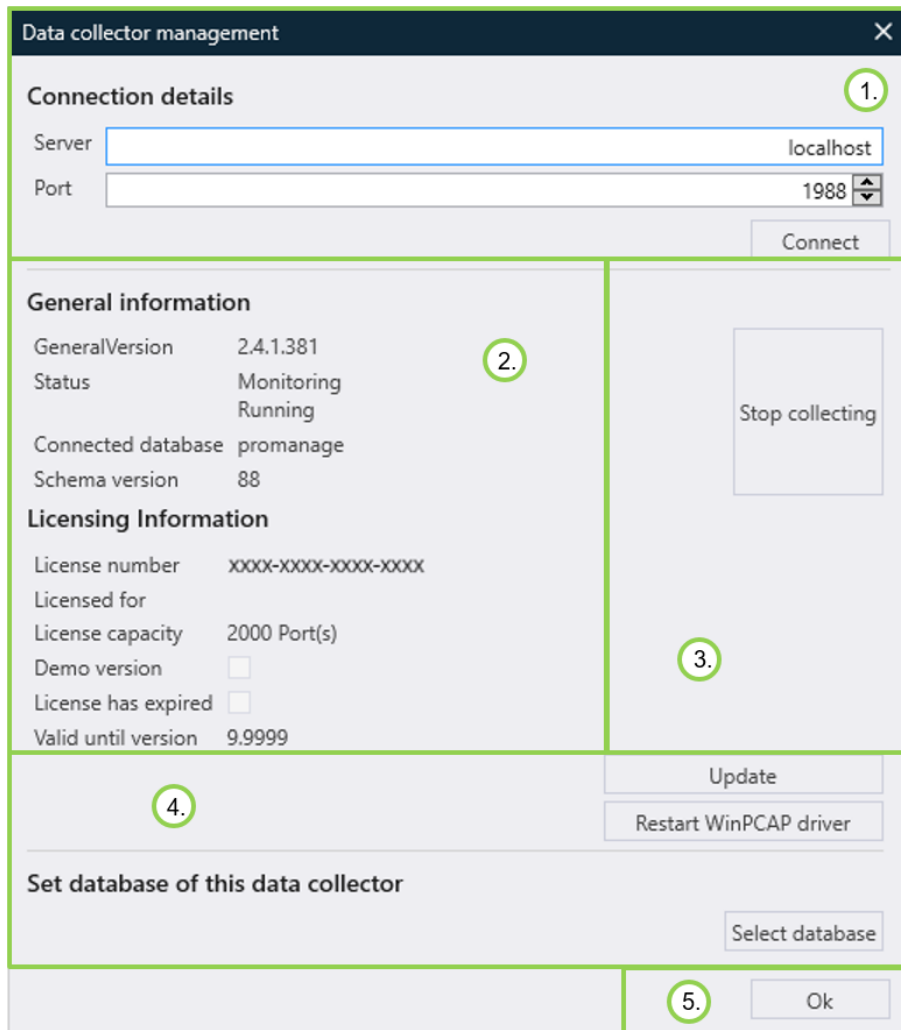 Data collector management
Connection details
1.
Server localhost
Port 1988
Connect
General information
GeneralVersion 2.4.1.381
2.
Status Monitoring
Running
Stop collecting
Connected database promanage
Schema version 88
Licensing Information
License number xxxx-xxxx-xxxx-xxxx
Licensed for
License capacity 2000 Port(s)
3.
Demo version
License has expired
Valid until version 9.9999
Update
4.
Restart WinPCAP driver
Set database of this data collector
Select database
5.
Ok